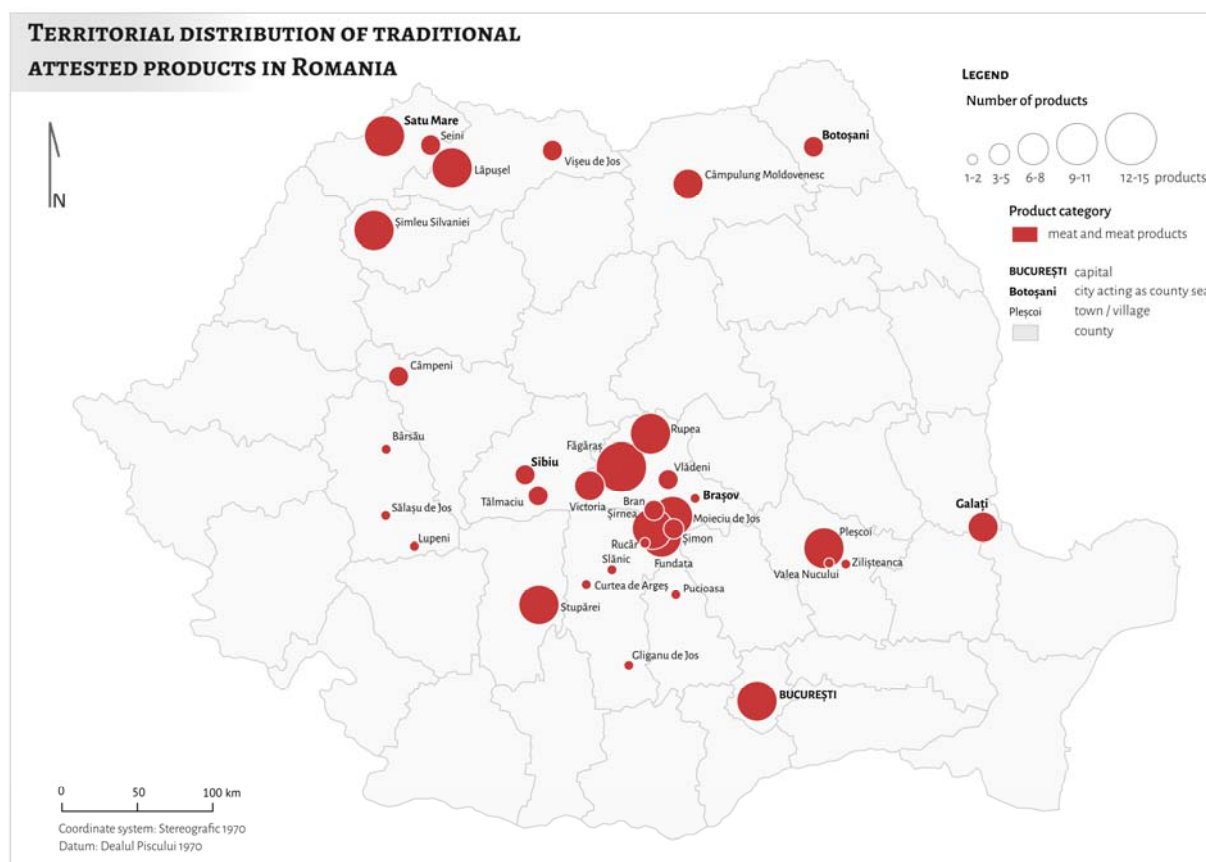 TERRITORIAL DISTRIBUTION OF TRADITIONAL
ATTESTED PRODUCTS IN ROMANIA
N
LEGEND
Number of products
1-2 3-5 6-8 9-11 12-15 products
Product category
meat and meat products
BUCUREȘTI capital
Botoșani city acting as county sea
Pleșcoi town / village
county
Satu Mare
Seini
Lăpușel
Vișeu de Jos
Botoșani
Câmpulung Moldovenesc
Șimleu Silvaniei
Câmpeni
Bârsău
Sălașu de Jos
Lupeni
Sibiu
Tălmaciu
Făgăraș
Rupea
Victoria
Vlădeni
Bran
Brașov
Șirnea
Moieciu de Jos
Șimon
Rucăr
Fundata
Slănic
Curtea de Argeș
Pucioasa
Stupărei
Gliganu de Jos
Pleșcoi
Valea Nucului
Zilișteanca
Galați
BUCUREȘTI
0 50 100 km
Coordinate system: Stereografic 1970
Datum: Dealul Piscului 1970